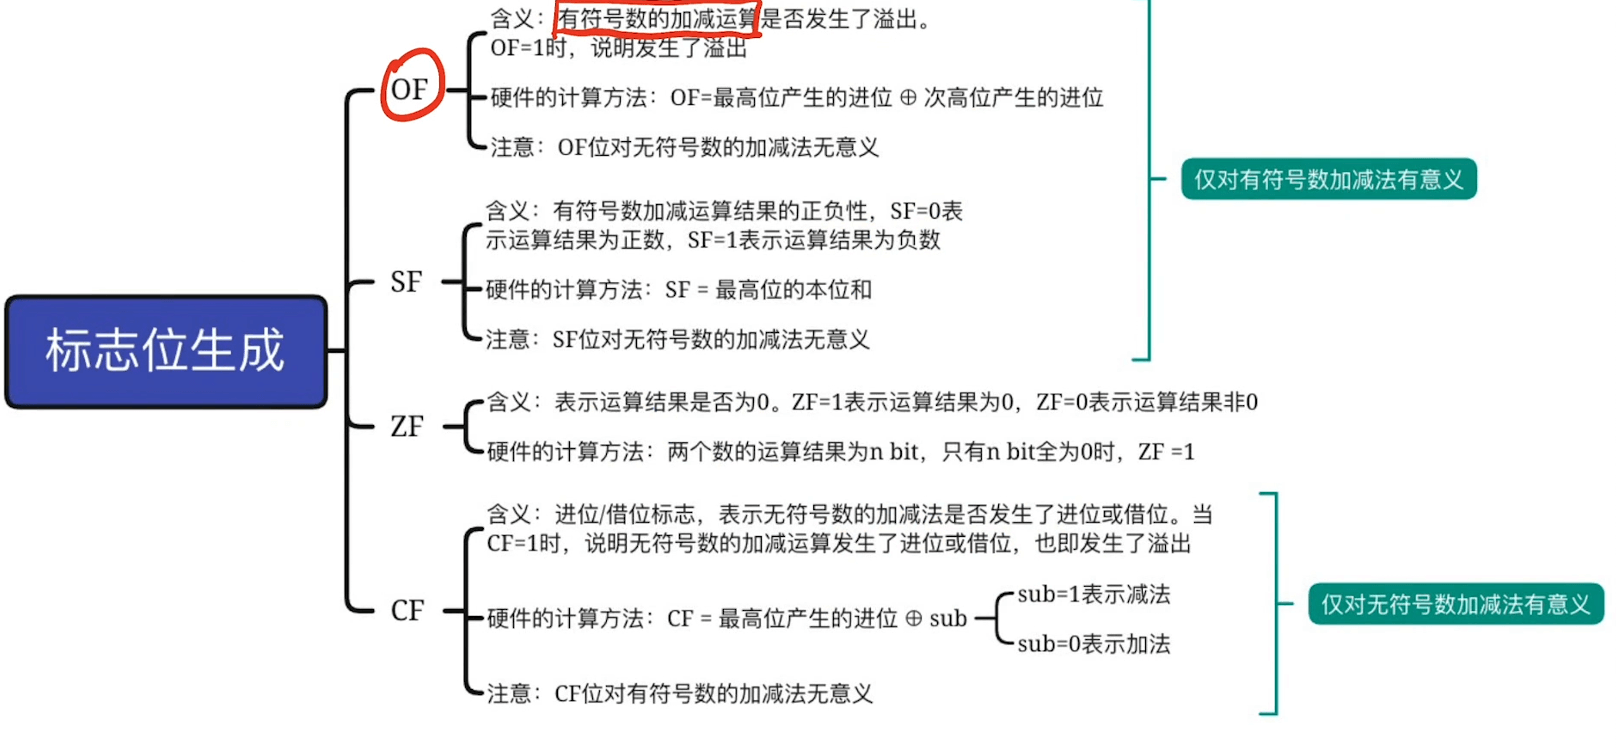 标志位生成
OF
含义：有符号数的加减运算是否发生了溢出。
OF=1时，说明发生了溢出
硬件的计算方法：OF=最高位产生的进位 ⊕ 次高位产生的进位
注意：OF位对无符号数的加减法无意义
SF
含义：有符号数加减运算结果的正负性，SF=0表
示运算结果为正数，SF=1表示运算结果为负数
硬件的计算方法：SF = 最高位的本位和
注意：SF位对无符号数的加减法无意义
仅对有符号数加减法有意义
ZF
含义：表示运算结果是否为0。ZF=1表示运算结果为0，ZF=0表示运算结果非0
硬件的计算方法：两个数的运算结果为n bit，只有n bit全为0时，ZF =1
CF
含义：进位/借位标志，表示无符号数的加减法是否发生了进位或借位。当
CF=1时，说明无符号数的加减运算发生了进位或借位，也即发生了溢出
硬件的计算方法：CF = 最高位产生的进位 ⊕ sub
sub=1表示减法
sub=0表示加法
注意：CF位对有符号数的加减法无意义
仅对无符号数加减法有意义